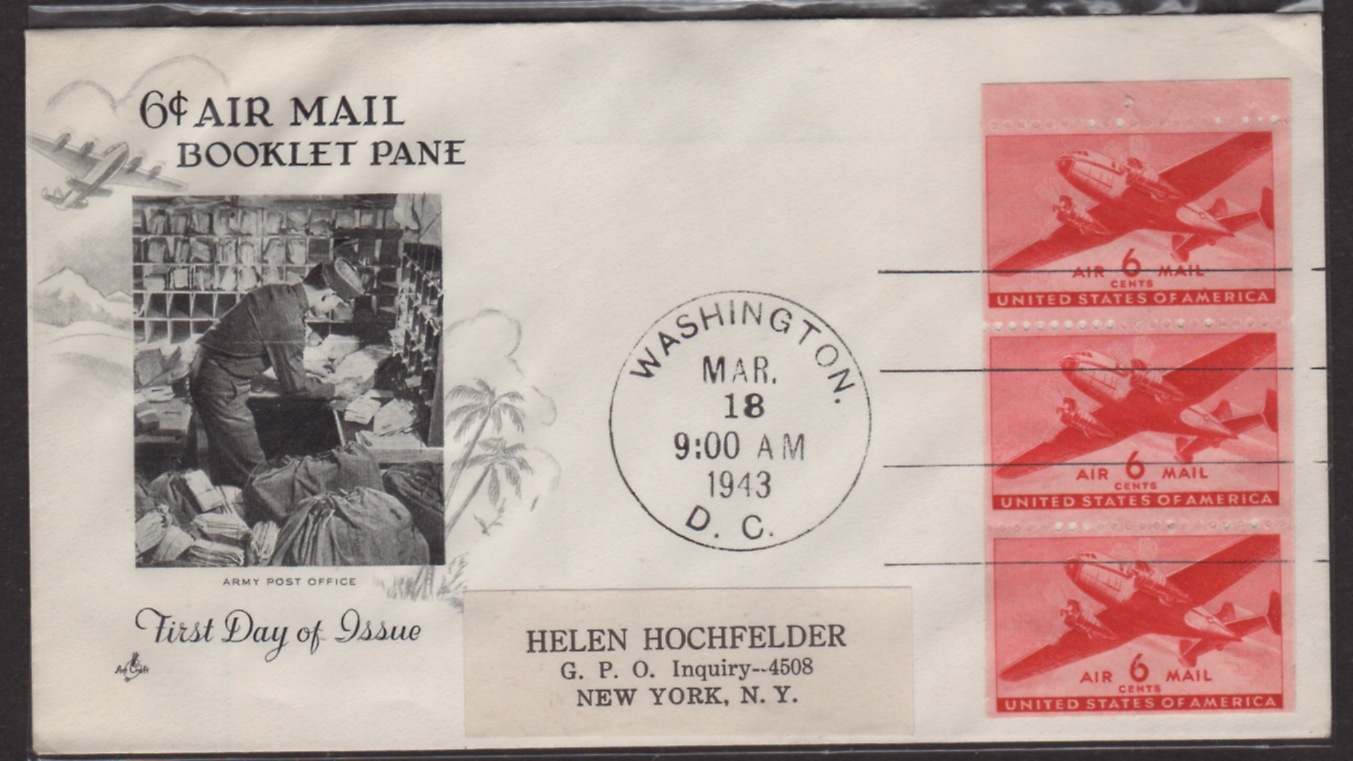 6¢ AIR MAIL
BOOKLET PANE
ARMY POST OFFICE
First Day of Issue
Art Craft
WASHINGTON.
MAR.
18
9:00 AM
1943
D. C.
HELEN HOCHFELDER
G. P. O. Inquiry--4508
NEW YORK, N. Y.
AIR 6 MAIL
CENTS
UNITED STATES OF AMERICA
AIR 6 MAIL
CENTS
UNITED STATES OF AMERICA
AIR 6 MAIL
CENTS
UNITED STATES OF AMERICA